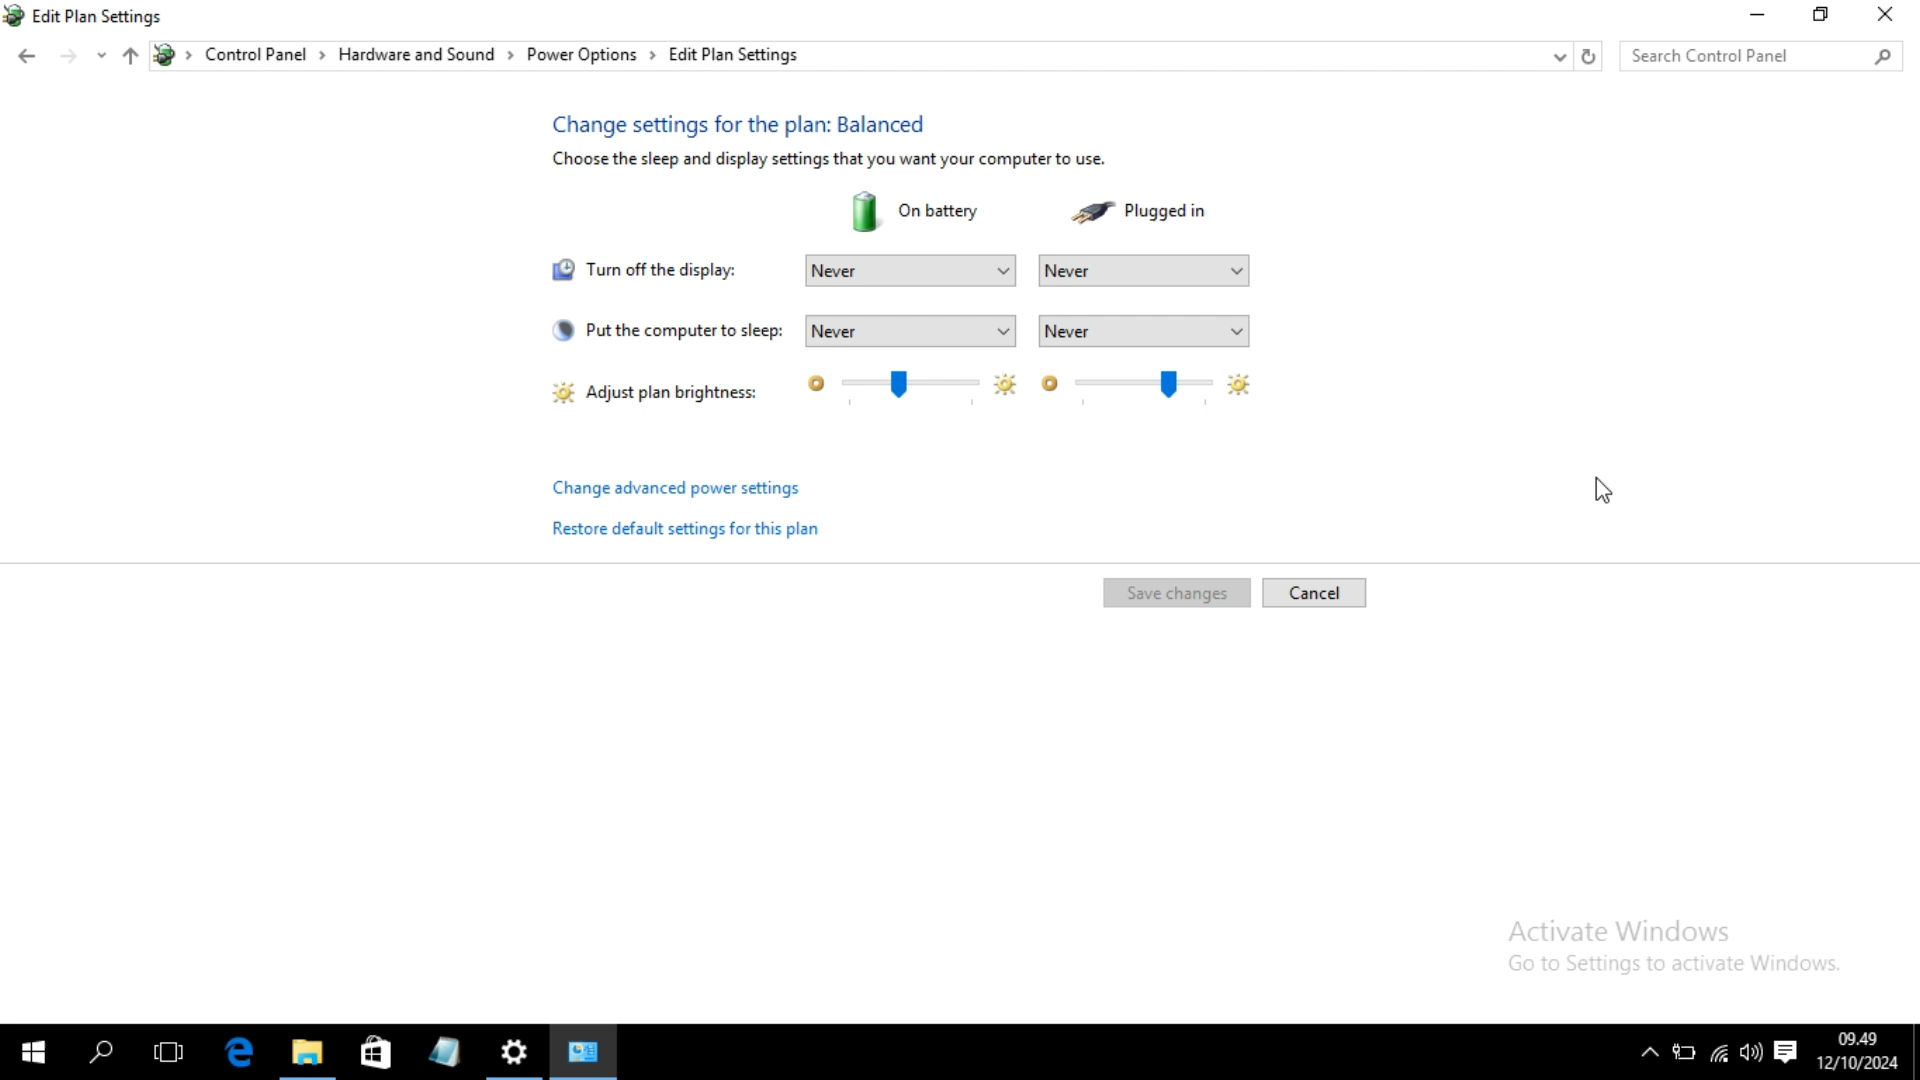 Edit Plan Settings
Control Panel > Hardware and Sound > Power Options > Edit Plan Settings
Search Control Panel
Change settings for the plan: Balanced
Choose the sleep and display settings that you want your computer to use.
On battery
Plugged in
Turn off the display:
Never
Never
Put the computer to sleep:
Never
Never
Adjust plan brightness:
Change advanced power settings
Restore default settings for this plan
Save changes
Cancel
Activate Windows
Go to Settings to activate Windows.
09.49
12/10/2024